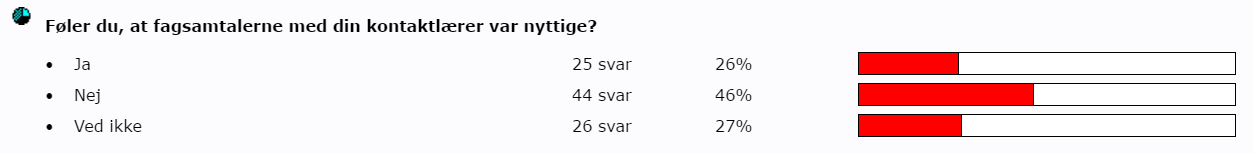 Føler du, at fagsamtalerne med din kontaktlærer var nyttige?
• Ja 25 svar 26%
• Nej 44 svar 46%
• Ved ikke 26 svar 27%